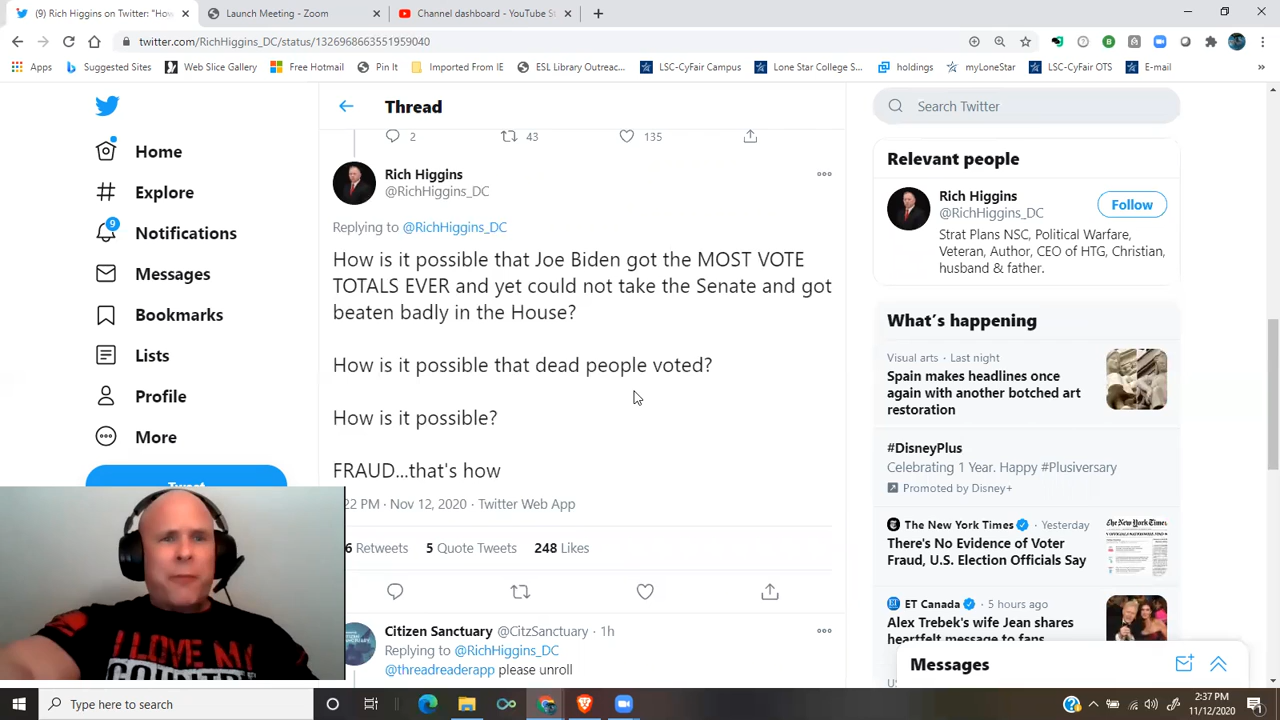 (9) Rich Higgins on Twitter: "How
Launch Meeting - Zoom
Channel dashboard - YouTube St
twitter.com/RichHiggins_DC/status/1326968663551959040
Apps
Suggested Sites
Web Slice Gallery
Free Hotmail
Pin It
Imported From IE
ESL Library Outreac...
LSC-CyFair Campus
Lone Star College S...
holdings
myLoneStar
LSC-CyFair OTS
E-mail
»
Home
Explore
9
Notifications
Messages
Bookmarks
Lists
Profile
More
Tweet
Thread
2
43
135
Rich Higgins
@RichHiggins_DC
Replying to @RichHiggins_DC
How is it possible that Joe Biden got the MOST VOTE
TOTALS EVER and yet could not take the Senate and got
beaten badly in the House?
How is it possible that dead people voted?
How is it possible?
FRAUD...that's how
22 PM · Nov 12, 2020 · Twitter Web App
6 Retweets
5 Quote Tweets
248 Likes
Citizen Sanctuary @CitzSanctuary · 1h
Replying to @RichHiggins_DC
@threadreaderapp please unroll
Search Twitter
Relevant people
Rich Higgins
@RichHiggins_DC
Follow
Strat Plans NSC, Political Warfare,
Veteran, Author, CEO of HTG, Christian,
husband & father.
What's happening
Visual arts · Last night
Spain makes headlines once
again with another botched art
restoration
#DisneyPlus
Celebrating 1 Year. Happy #Plusiversary
Promoted by Disney+
The New York Times · Yesterday
There's No Evidence of Voter
Fraud, U.S. Election Officials Say
ET Canada · 5 hours ago
Alex Trebek's wife Jean shares
heartfelt message to fans
Messages
I LOVE MY
COUNTRY
Type here to search
2:37 PM
11/12/2020